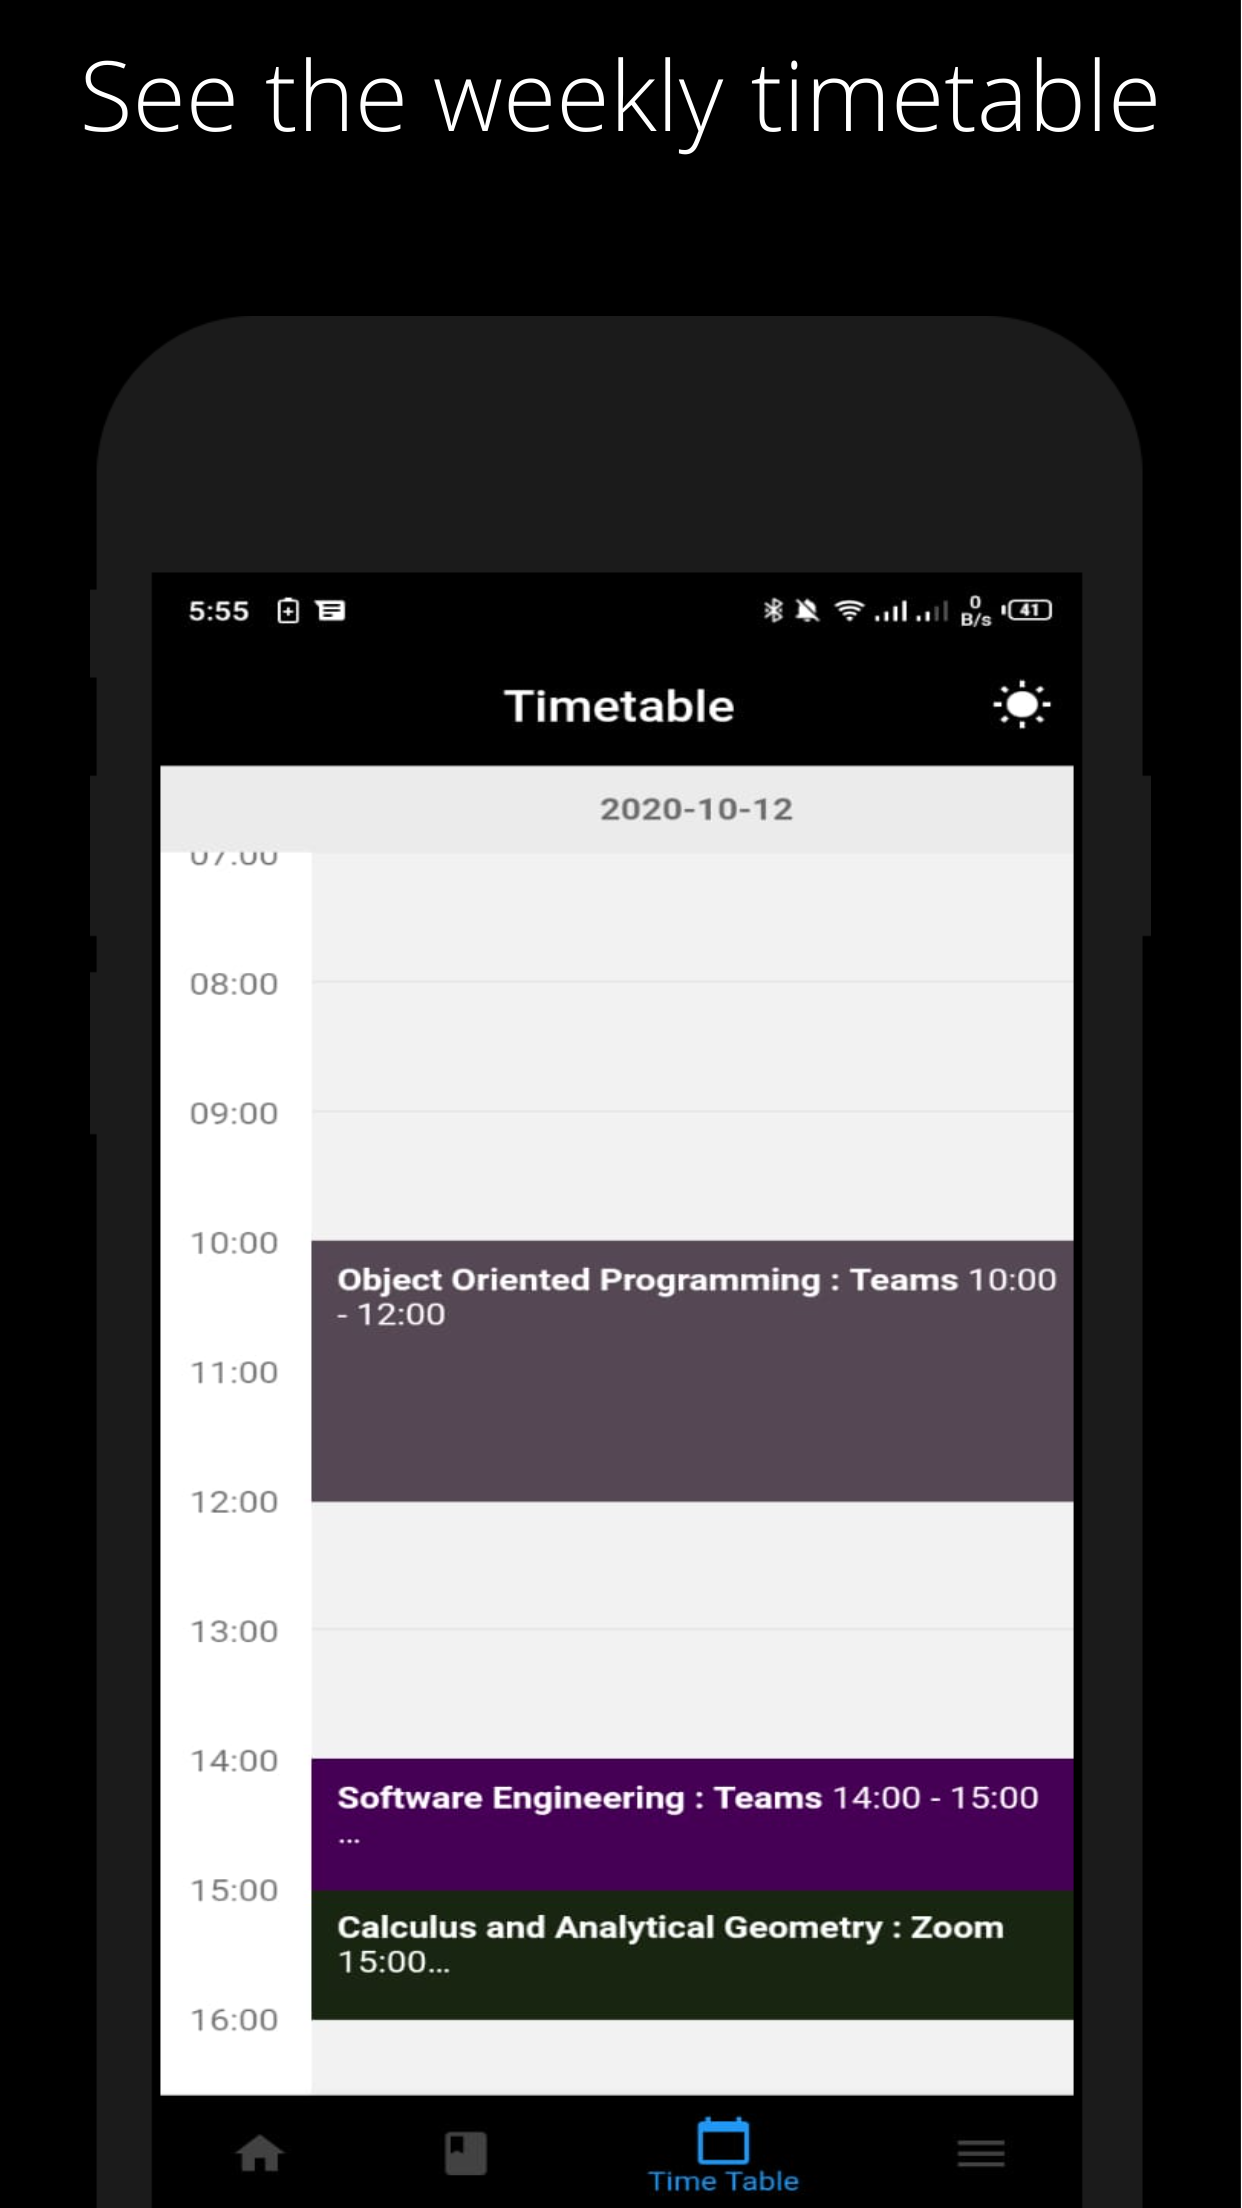 See the weekly timetable
5:55
0
B/s
41
Timetable
2020-10-12
07:00
08:00
09:00
10:00
Object Oriented Programming : Teams 10:00
- 12:00
11:00
12:00
13:00
14:00
Software Engineering : Teams 14:00 - 15:00
...
15:00
Calculus and Analytical Geometry : Zoom
15:00...
16:00
Time Table